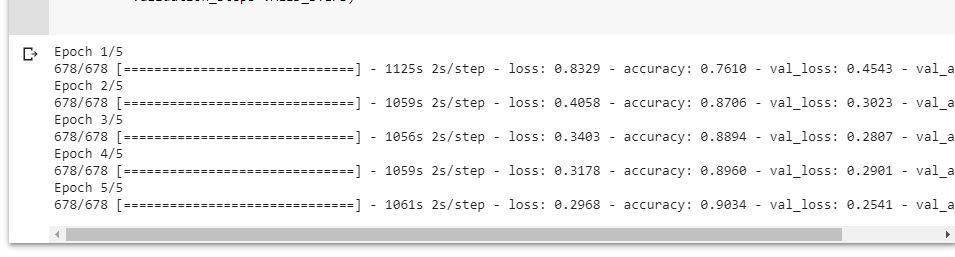 Epoch 1/5
678/678 [==============================] - 1125s 2s/step - loss: 0.8329 - accuracy: 0.7610 - val_loss: 0.4543 - val_a
Epoch 2/5
678/678 [==============================] - 1059s 2s/step - loss: 0.4058 - accuracy: 0.8706 - val_loss: 0.3023 - val_a
Epoch 3/5
678/678 [==============================] - 1056s 2s/step - loss: 0.3403 - accuracy: 0.8894 - val_loss: 0.2807 - val_a
Epoch 4/5
678/678 [==============================] - 1059s 2s/step - loss: 0.3178 - accuracy: 0.8960 - val_loss: 0.2901 - val_a
Epoch 5/5
678/678 [==============================] - 1061s 2s/step - loss: 0.2968 - accuracy: 0.9034 - val_loss: 0.2541 - val_a